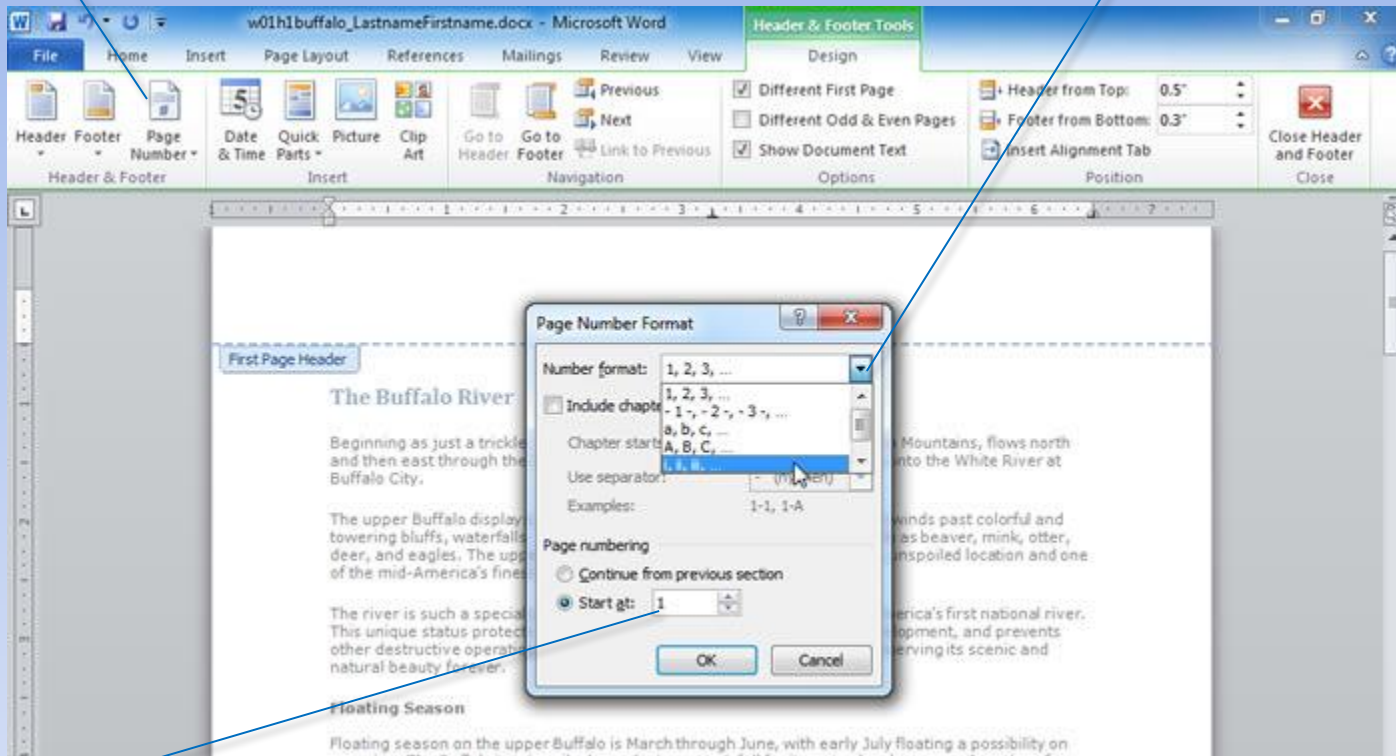 w01h1buffalo_LastnameFirstname.docx - Microsoft Word
Header & Footer Tools
File Home Insert Page Layout References Mailings Review View Design
Header Footer Page Number
Date & Time Quick Parts Picture Clip Art
Go to Header Go to Footer
Previous
Next
Link to Previous
Different First Page
Different Odd & Even Pages
Show Document Text
Header from Top: 0.5"
Footer from Bottom: 0.3"
Insert Alignment Tab
Close Header and Footer
Header & Footer Insert Navigation Options Position Close
1 2 3 4 5 6 7
First Page Header
Page Number Format
Number format: 1, 2, 3, ...
1, 2, 3, ...
- 1 -, - 2 -, - 3 -, ...
a, b, c, ...
A, B, C, ...
i, ii, iii, ...
Include chapte
Chapter starts
Use separator: -
Examples: 1-1, 1-A
Page numbering
Continue from previous section
Start at: 1
OK Cancel
The Buffalo River
Beginning as just a trickle Mountains, flows north
and then east through the into the White River at
Buffalo City.
The upper Buffalo display winds past colorful and
towering bluffs, waterfalls as beaver, mink, otter,
deer, and eagles. The upp unspoiled location and one
of the mid-America's fines
The river is such a special erica's first national river.
This unique status protect opment, and prevents
other destructive operati erving its scenic and
natural beauty forever.
Floating Season
Floating season on the upper Buffalo is March through June, with early July floating a possibility on